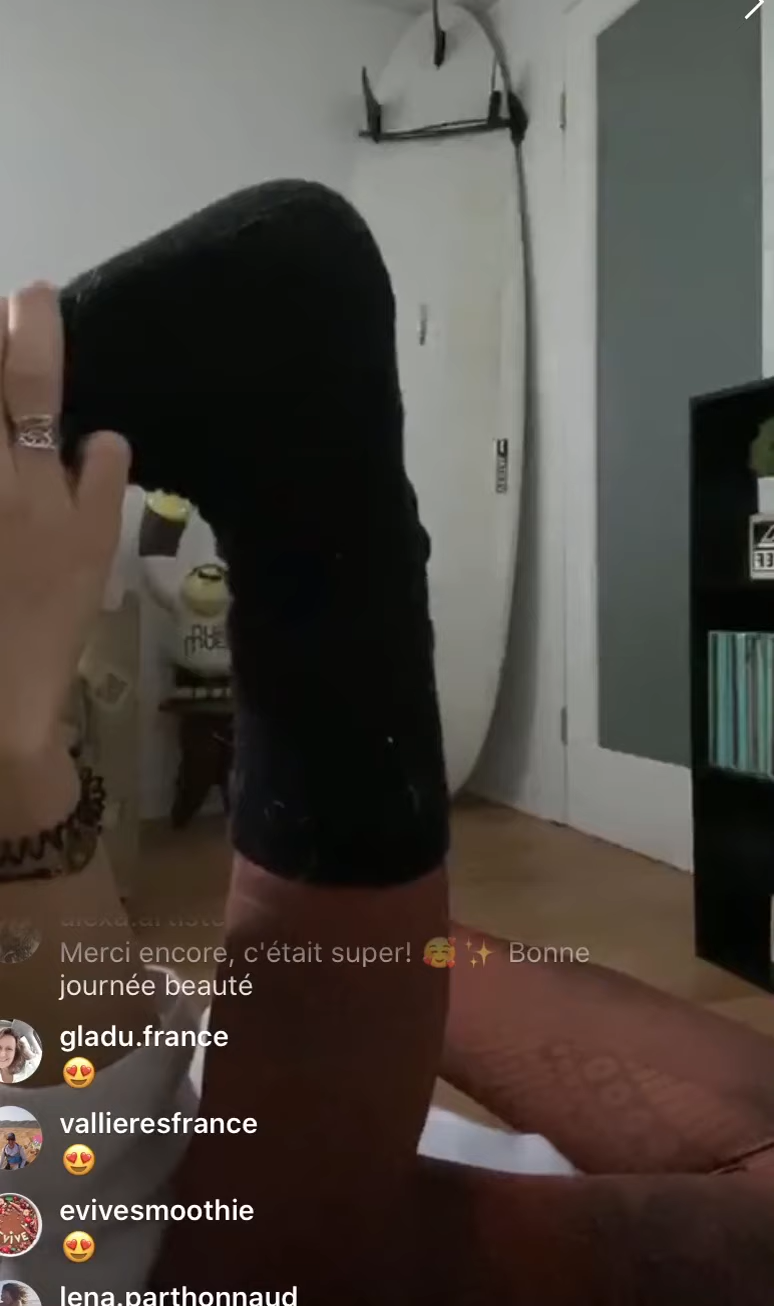 Merci encore, c'était super! 🥰✨ Bonne
journée beauté
gladu.france
😍
vallieresfrance
😍
evivesmoothie
😍
lena.parthonnaud